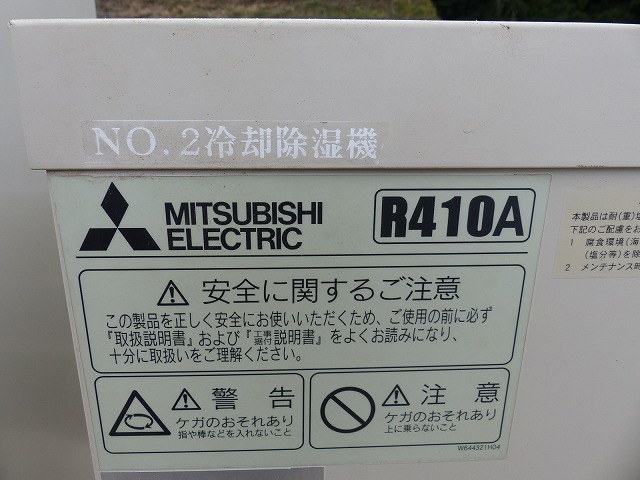 NO.2冷却除湿機
MITSUBISHI
ELECTRIC
R410A
安全に関するご注意
この製品を正しく安全にお使いいただくため、ご使用の前に必ず
『取扱説明書』および『工事据付説明書』をよくお読みになり、
十分に取扱いをご理解ください。
警告
ケガのおそれあり
指や棒などを入れないこと
注意
ケガのおそれあり
上に乗らないこと
W644321H04
本製品は耐(重)塩
下記のご配慮をお
1 腐食環境(海
(塩分等)を除
2 メンテナンス時